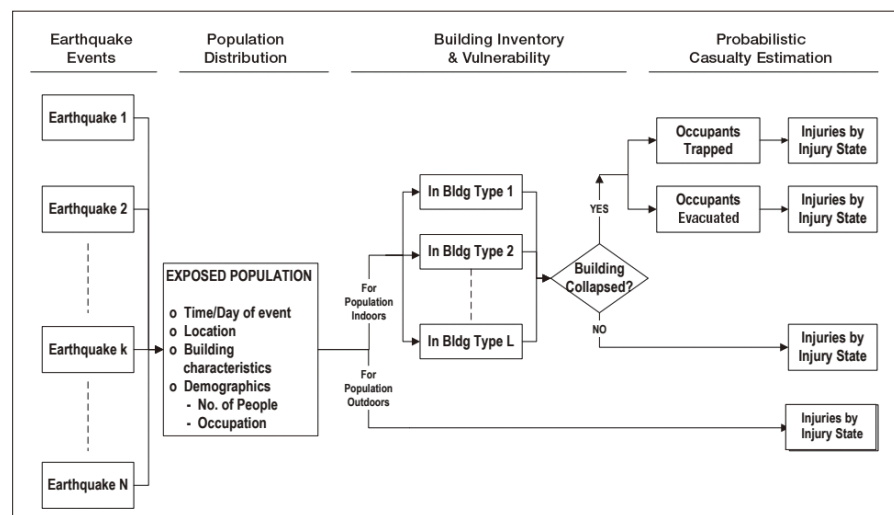 Earthquake
Events
Population
Distribution
Building Inventory
& Vulnerability
Probabilistic
Casualty Estimation
Earthquake 1
Earthquake 2
Earthquake k
Earthquake N
EXPOSED POPULATION
o Time/Day of event
o Location
o Building
characteristics
o Demographics
- No. of People
- Occupation
For
Population
Indoors
For
Population
Outdoors
In Bldg Type 1
In Bldg Type 2
In Bldg Type L
Building
Collapsed?
YES
NO
Occupants
Trapped
Injuries by
Injury State
Occupants
Evacuated
Injuries by
Injury State
Injuries by
Injury State
Injuries by
Injury State